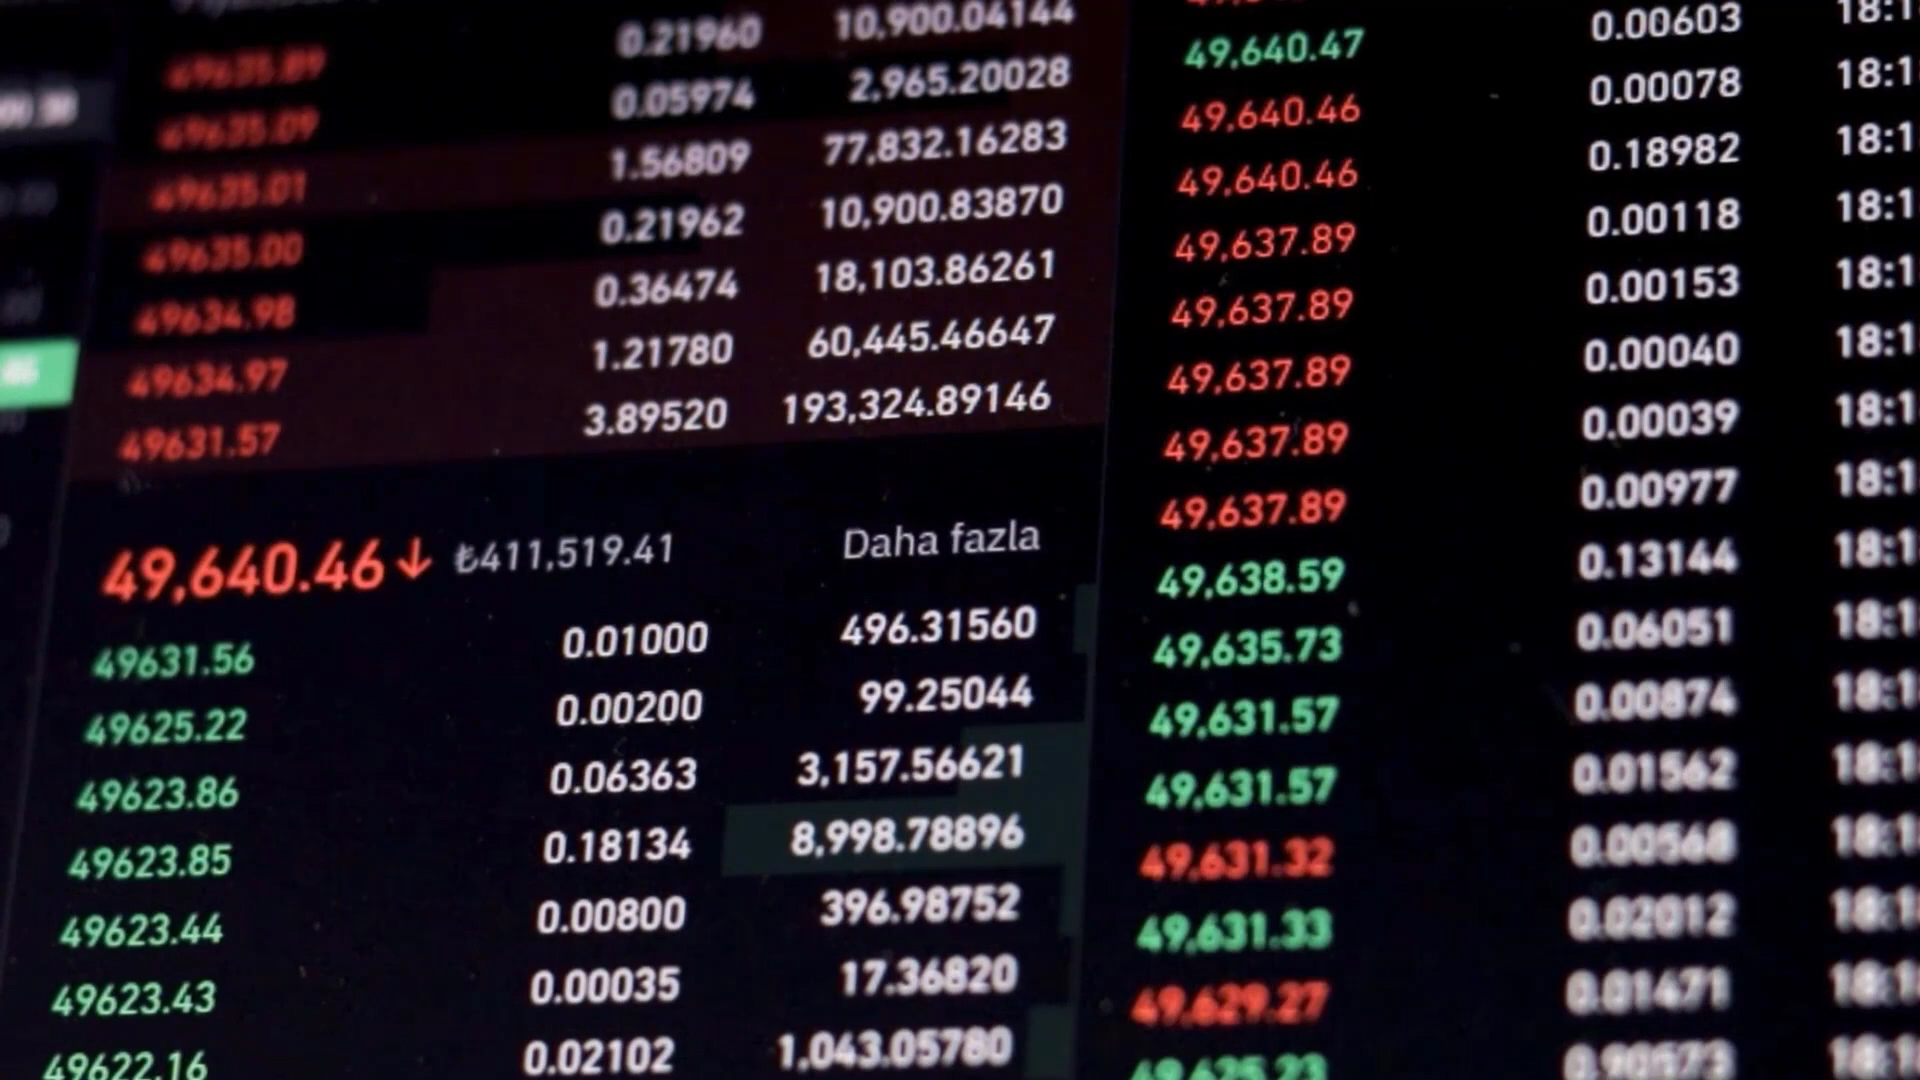 49635.89 0.21960 10,900.04144
49635.09 0.05974 2,965.20028
49635.01 1.56809 77,832.16283
49635.00 0.21962 10,900.83870
49634.98 0.36474 18,103.86261
49634.97 1.21780 60,445.46647
49631.57 3.89520 193,324.89146
49,640.46↓ ₺411,519.41 Daha fazla
49631.56 0.01000 496.31560
49625.22 0.00200 99.25044
49623.86 0.06363 3,157.56621
49623.85 0.18134 8,998.78896
49623.44 0.00800 396.98752
49623.43 0.00035 17.36820
49622.16 0.02102 1,043.05780
0.00603 18:1
49,640.47 0.00078 18:1
49,640.46 0.18982 18:1
49,640.46 0.00118 18:1
49,637.89 0.00153 18:1
49,637.89 0.00040 18:1
49,637.89 0.00039 18:1
49,637.89 0.00977 18:1
49,637.89 0.13144 18:1
49,638.59 0.06051 18:1
49,635.73 0.00874 18:1
49,631.57 0.01562 18:1
49,631.57 0.00568 18:1
49,631.32 0.02012 18:1
49,631.33 0.01471 18:1
49,629.27 0.90573 18:1
49,625.23